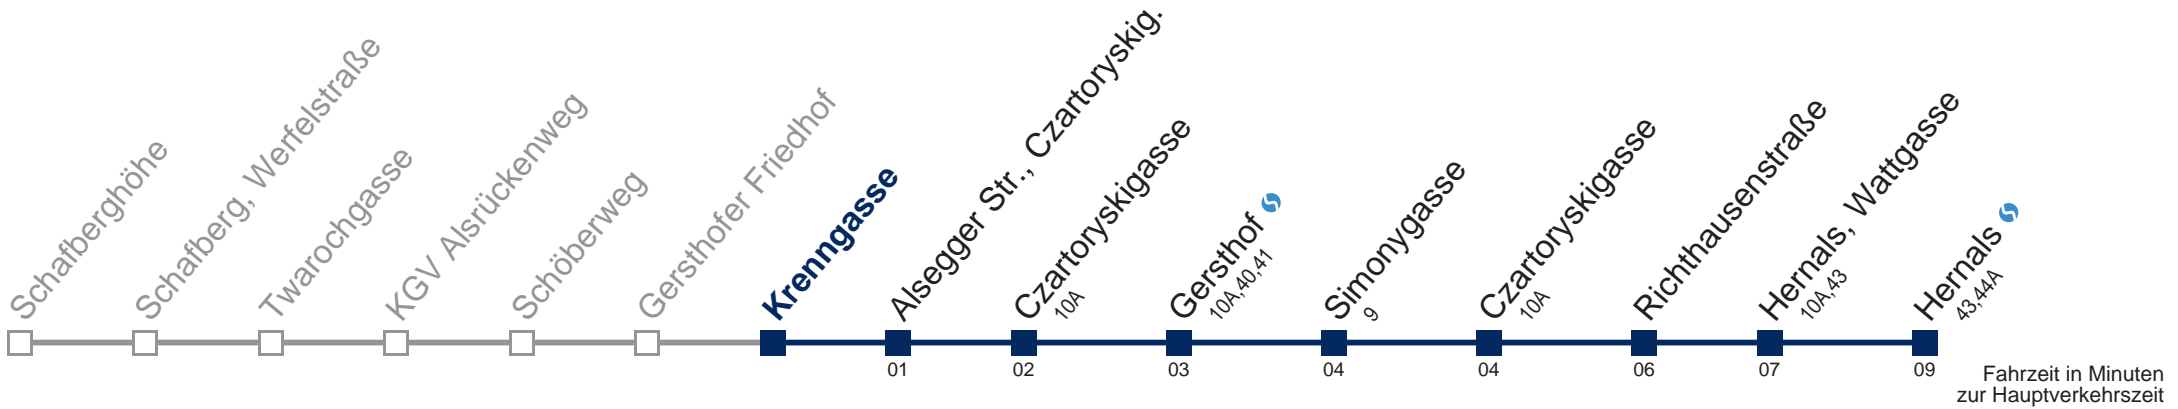 Schafberghöhe
Schafberg, Werfelstraße
Twarochgasse
KGV Alsrückenweg
Schöberweg
Gersthofer Friedhof
Krenngasse
Alsegger Str., Czartoryskig.
Czartoryskigasse
10A
Gersthof
10A,40,41
Simonygasse
9
Czartoryskigasse
10A
Richthausenstraße
Hernals, Wattgasse
10A,43
Hernals
43,44A
01 02 03 04 04 06 07 09
Fahrzeit in Minuten
zur Hauptverkehrszeit